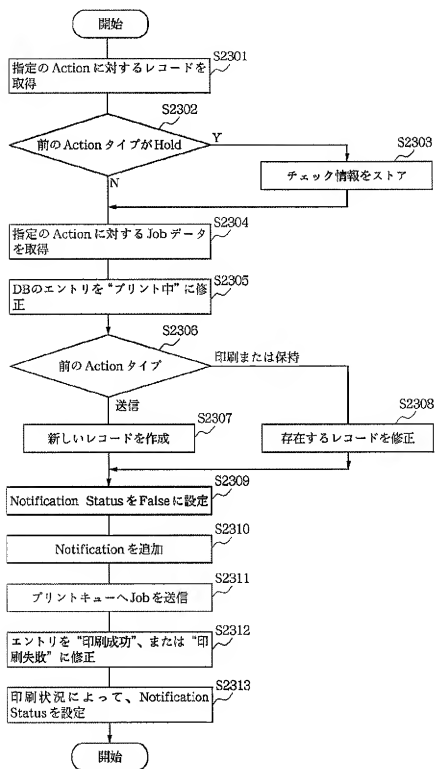 開始
S2301
指定のActionに対するレコードを
取得
S2302
前のActionタイプがHold
Y
S2303
チェック情報をストア
N
S2304
指定のActionに対するJobデータ
を取得
S2305
DBのエントリを“プリント中”に修
正
S2306
前のActionタイプ
印刷または保持
送信
S2307
新しいレコードを作成
S2308
存在するレコードを修正
S2309
Notification StatusをFalseに設定
S2310
Notificationを追加
S2311
プリントキューへJobを送信
S2312
エントリを“印刷成功”、または“印
刷失敗”に修正
S2313
印刷状況によって、Notification
Statusを設定
開始